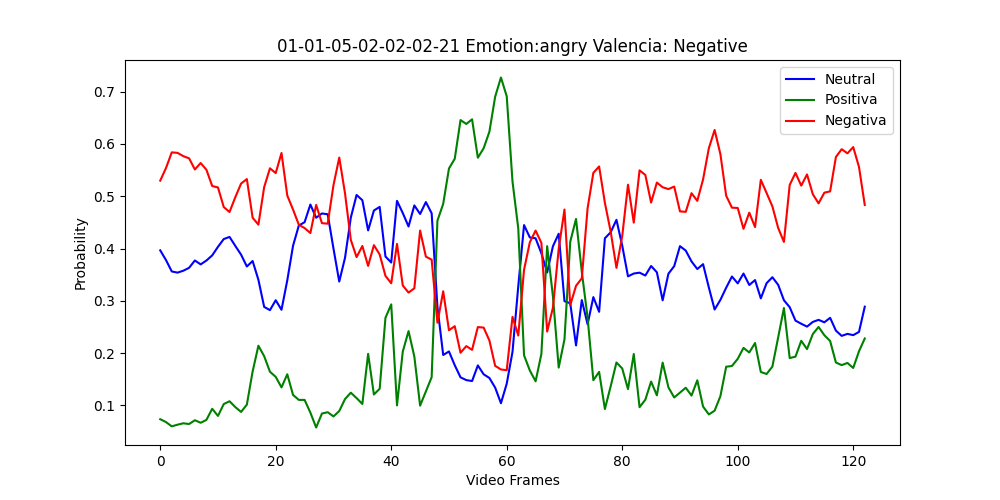 01-01-05-02-02-02-21 Emotion:angry Valencia: Negative
Neutral
Positiva
Negativa
0.7
0.6
0.5
0.4
0.3
0.2
0.1
Probability
0 20 40 60 80 100 120
Video Frames